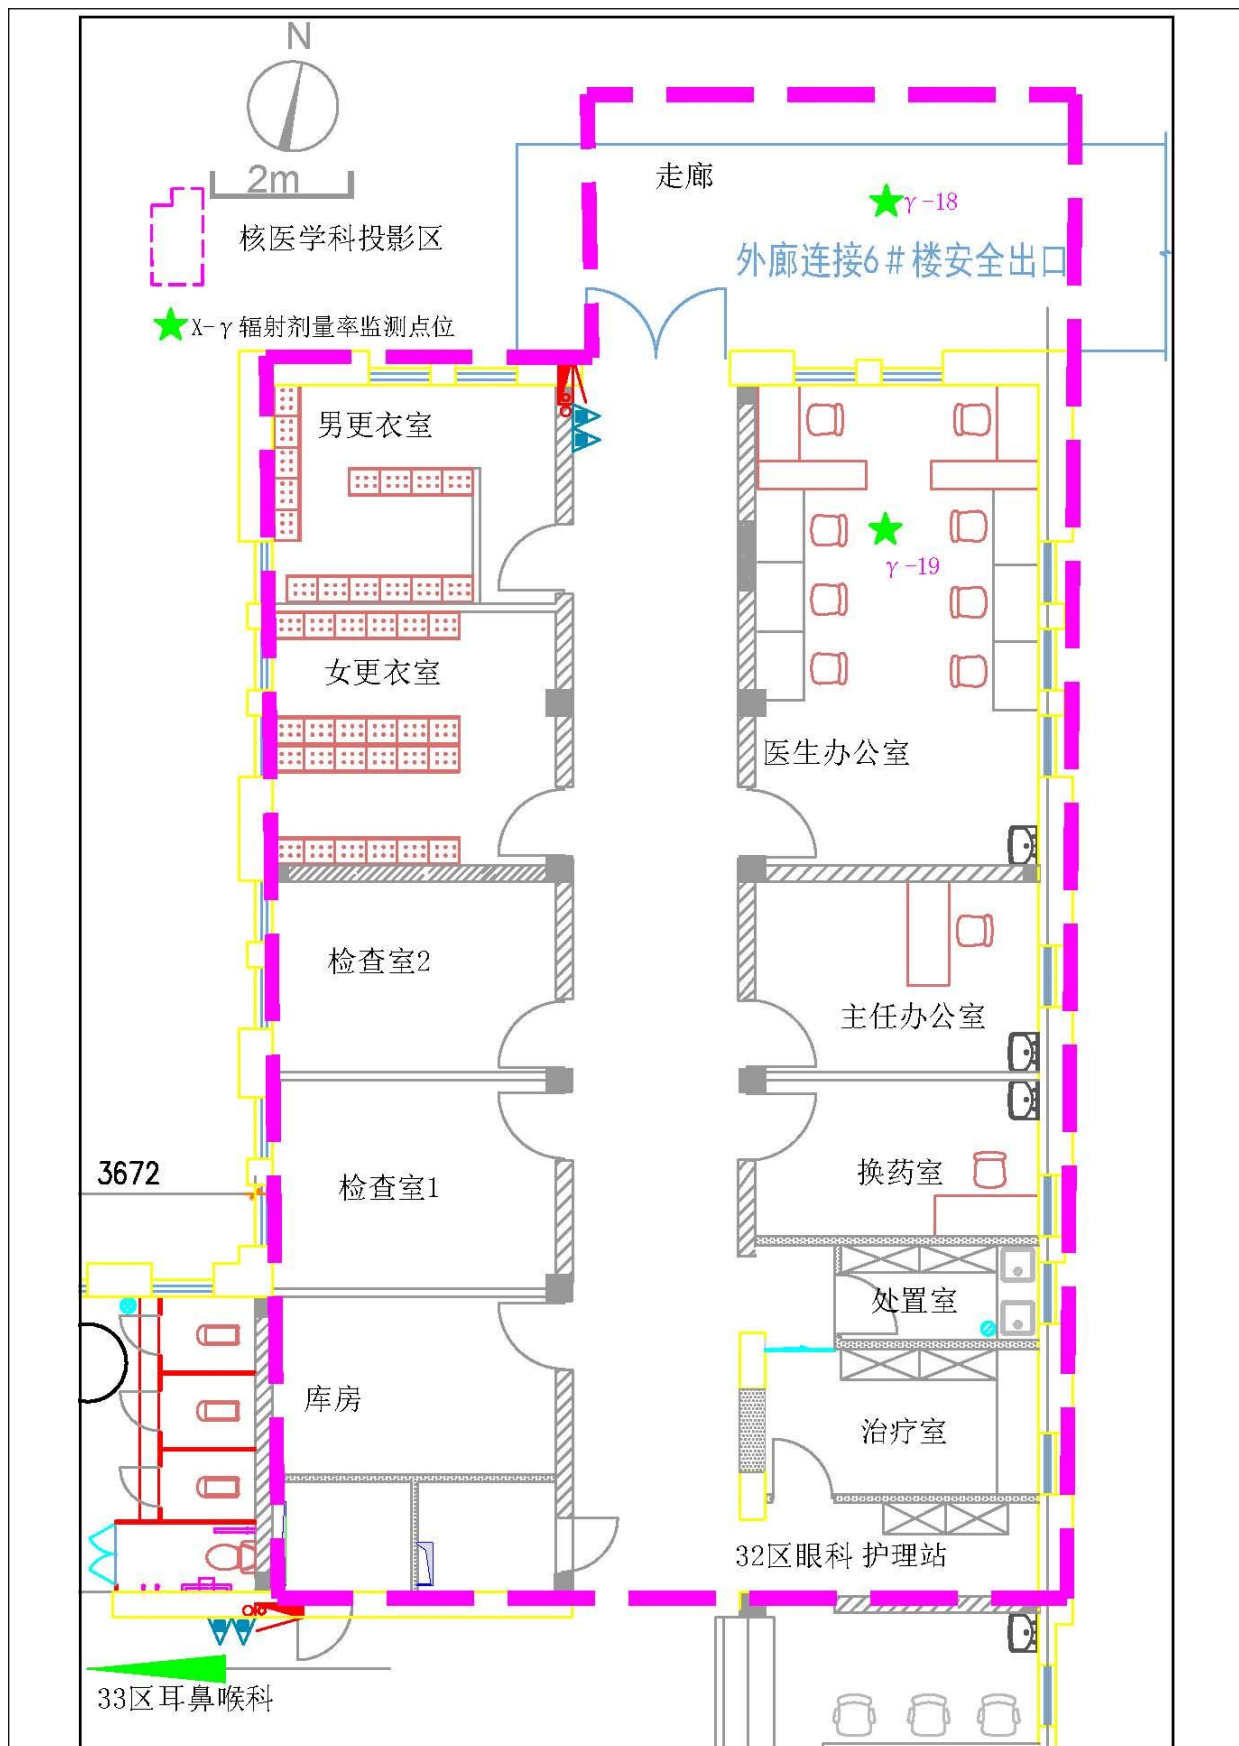 N
2m
核医学科投影区
X-γ辐射剂量率监测点位
走廊
γ-18
外廊连接6#楼安全出口
男更衣室
γ-19
女更衣室
医生办公室
检查室2
主任办公室
3672
检查室1
换药室
处置室
库房
治疗室
32区眼科 护理站
33区耳鼻喉科